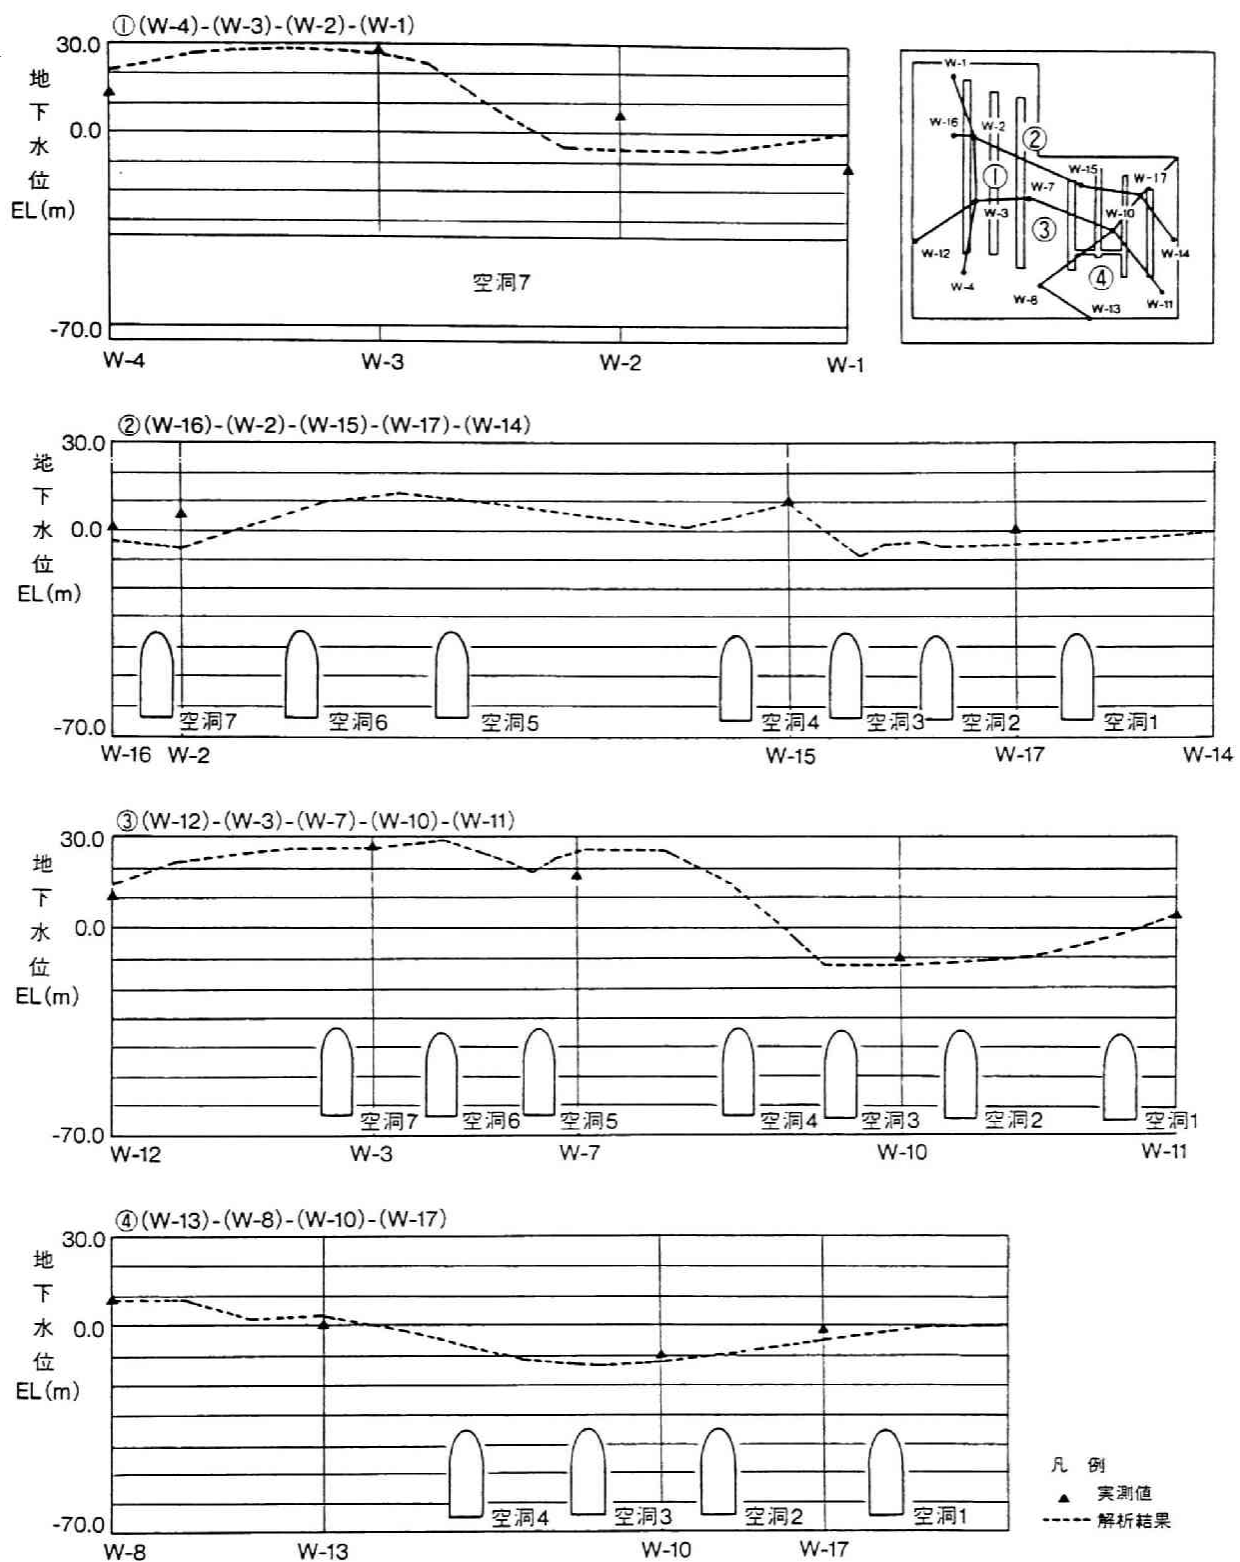 ①(W-4)-(W-3)-(W-2)-(W-1)
30.0
地下水位
0.0
EL(m)
空洞7
-70.0
W-4 W-3 W-2 W-1
W-1
W-16 W-2 ②
W-15 W-17
① W-7
W-3 W-10
③
W-12 W-14
W-4 ④
W-8 W-13 W-11
②(W-16)-(W-2)-(W-15)-(W-17)-(W-14)
30.0
地下水位
0.0
EL(m)
空洞7 空洞6 空洞5 空洞4 空洞3 空洞2 空洞1
-70.0
W-16 W-2 W-15 W-17 W-14
③(W-12)-(W-3)-(W-7)-(W-10)-(W-11)
30.0
地下水位
0.0
EL(m)
空洞7 空洞6 空洞5 空洞4 空洞3 空洞2 空洞1
-70.0
W-12 W-3 W-7 W-10 W-11
④(W-13)-(W-8)-(W-10)-(W-17)
30.0
地下水位
0.0
EL(m)
空洞4 空洞3 空洞2 空洞1
-70.0
W-8 W-13 W-10 W-17
凡 例
▲ 実測値
----- 解析結果